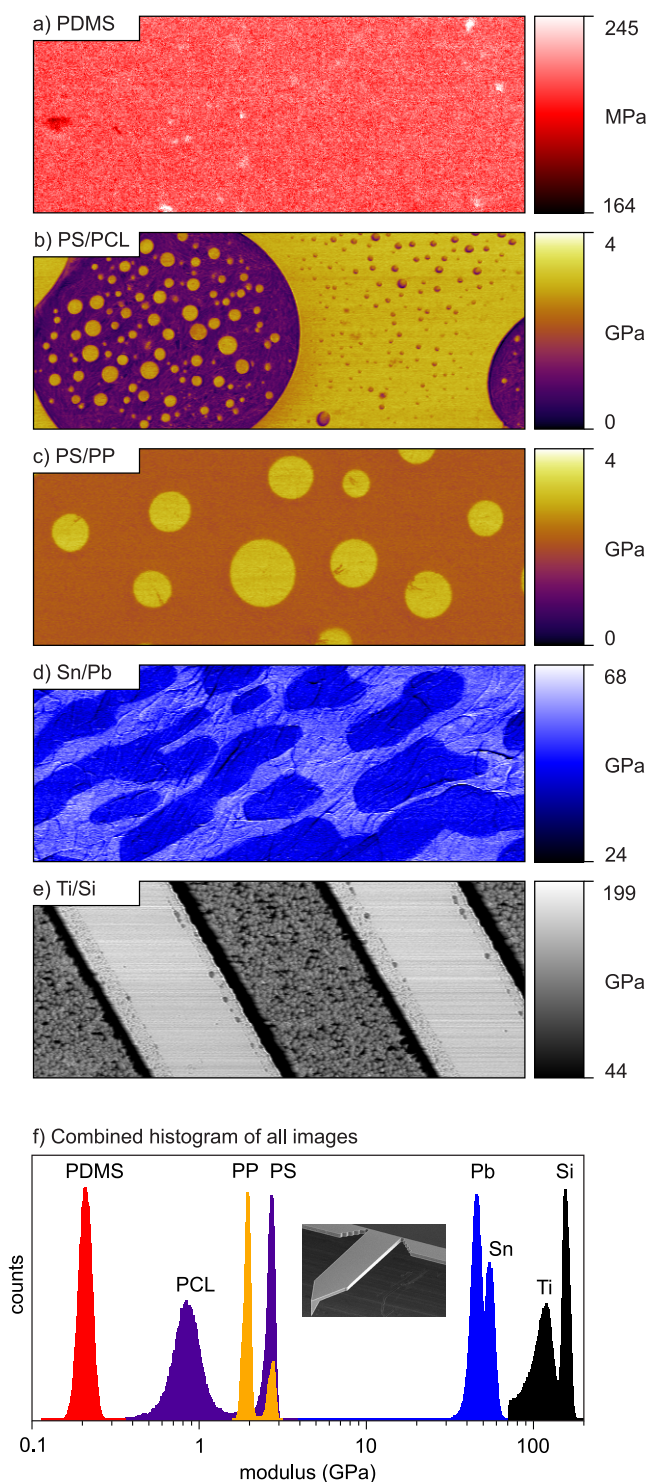 a) PDMS
245
MPa
164
b) PS/PCL
4
GPa
0
c) PS/PP
4
GPa
0
d) Sn/Pb
68
GPa
24
e) Ti/Si
199
GPa
44
f) Combined histogram of all images
PDMS PP PS Pb Si
Sn
PCL Ti
counts
0.1 1 10 100
modulus (GPa)